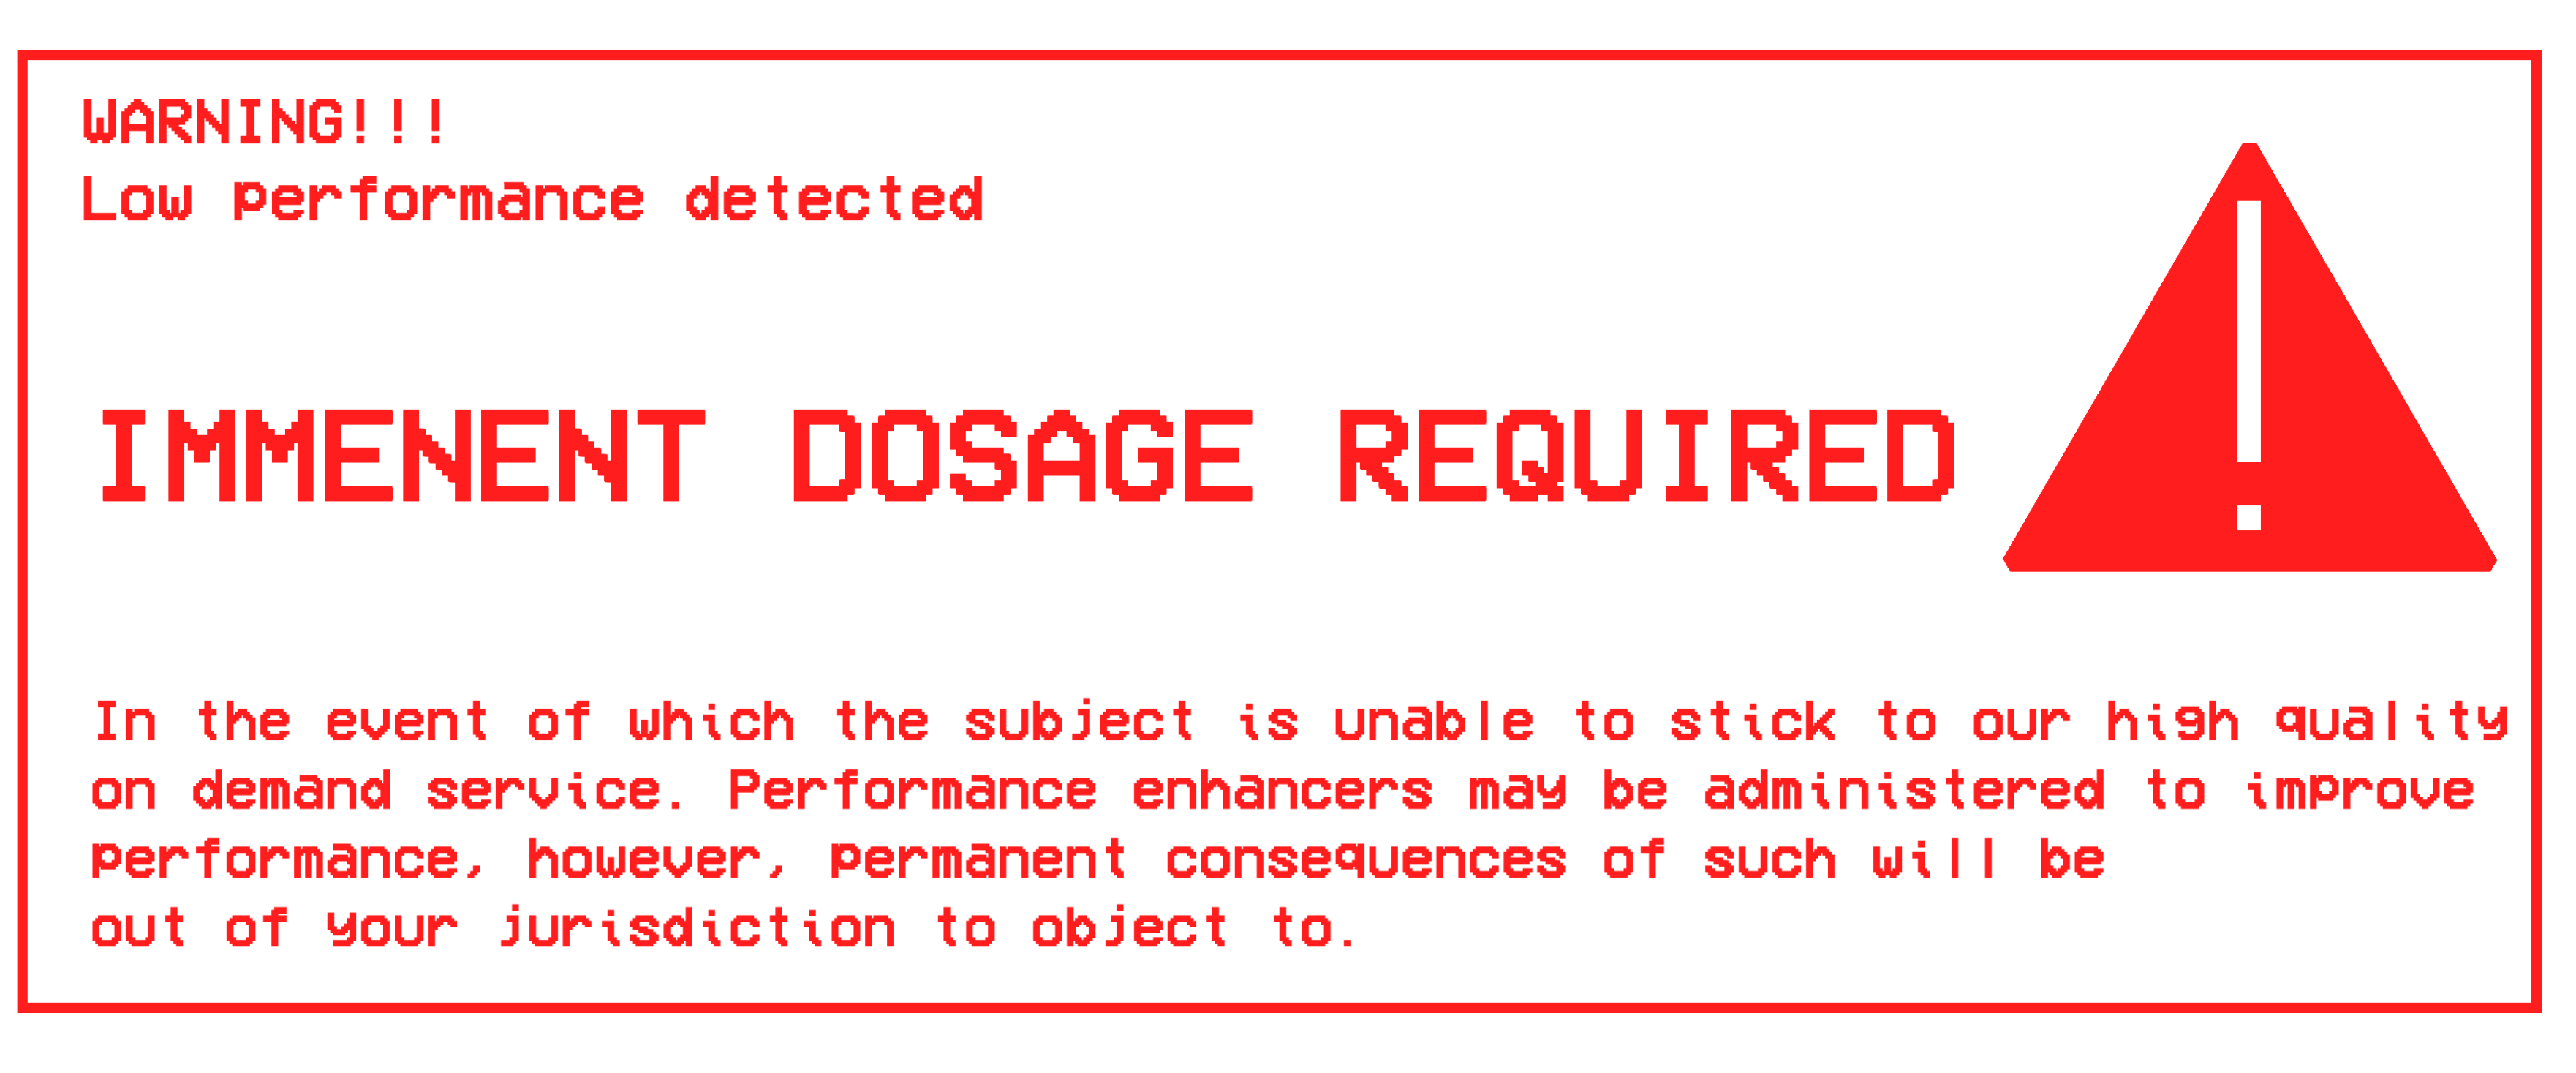 WARNING!!!
Low performance detected
IMMENENT DOSAGE REQUIRED
In the event of which the subject is unable to stick to our high quality
on demand service. Performance enhancers may be administered to improve
performance, however, permanent consequences of such will be
out of your jurisdiction to object to.